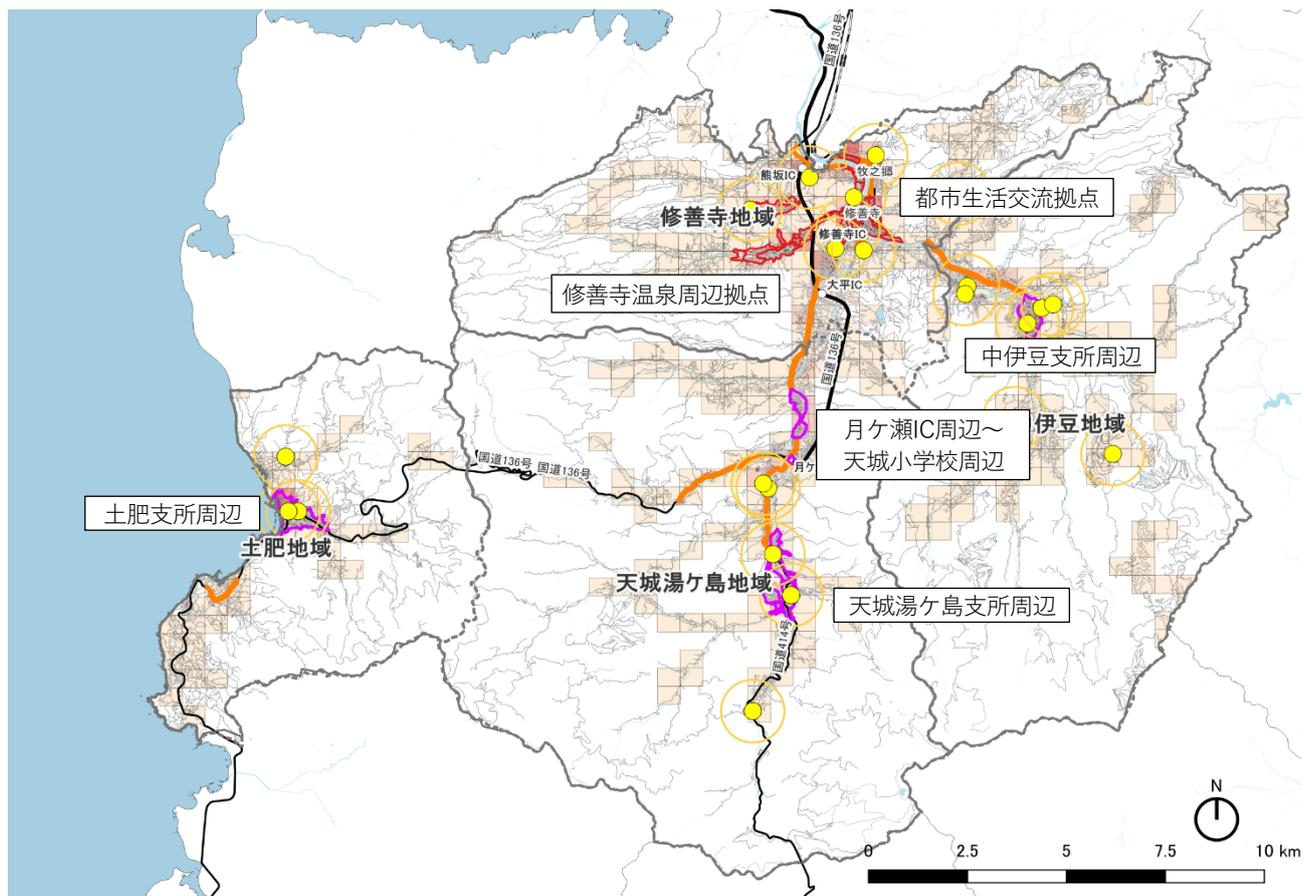 国道136号
熊坂IC
牧之郷
都市生活交流拠点
修善寺地域
修善寺
修善寺IC
修善寺温泉周辺拠点
大平IC
国道136号
中伊豆支所周辺
月ケ瀬IC周辺～
天城小学校周辺
伊豆地域
月ケ
国道136号 国道136号
土肥支所周辺
土肥地域
天城湯ケ島地域
天城湯ケ島支所周辺
国道414号
N
0 2.5 5 7.5 10 km